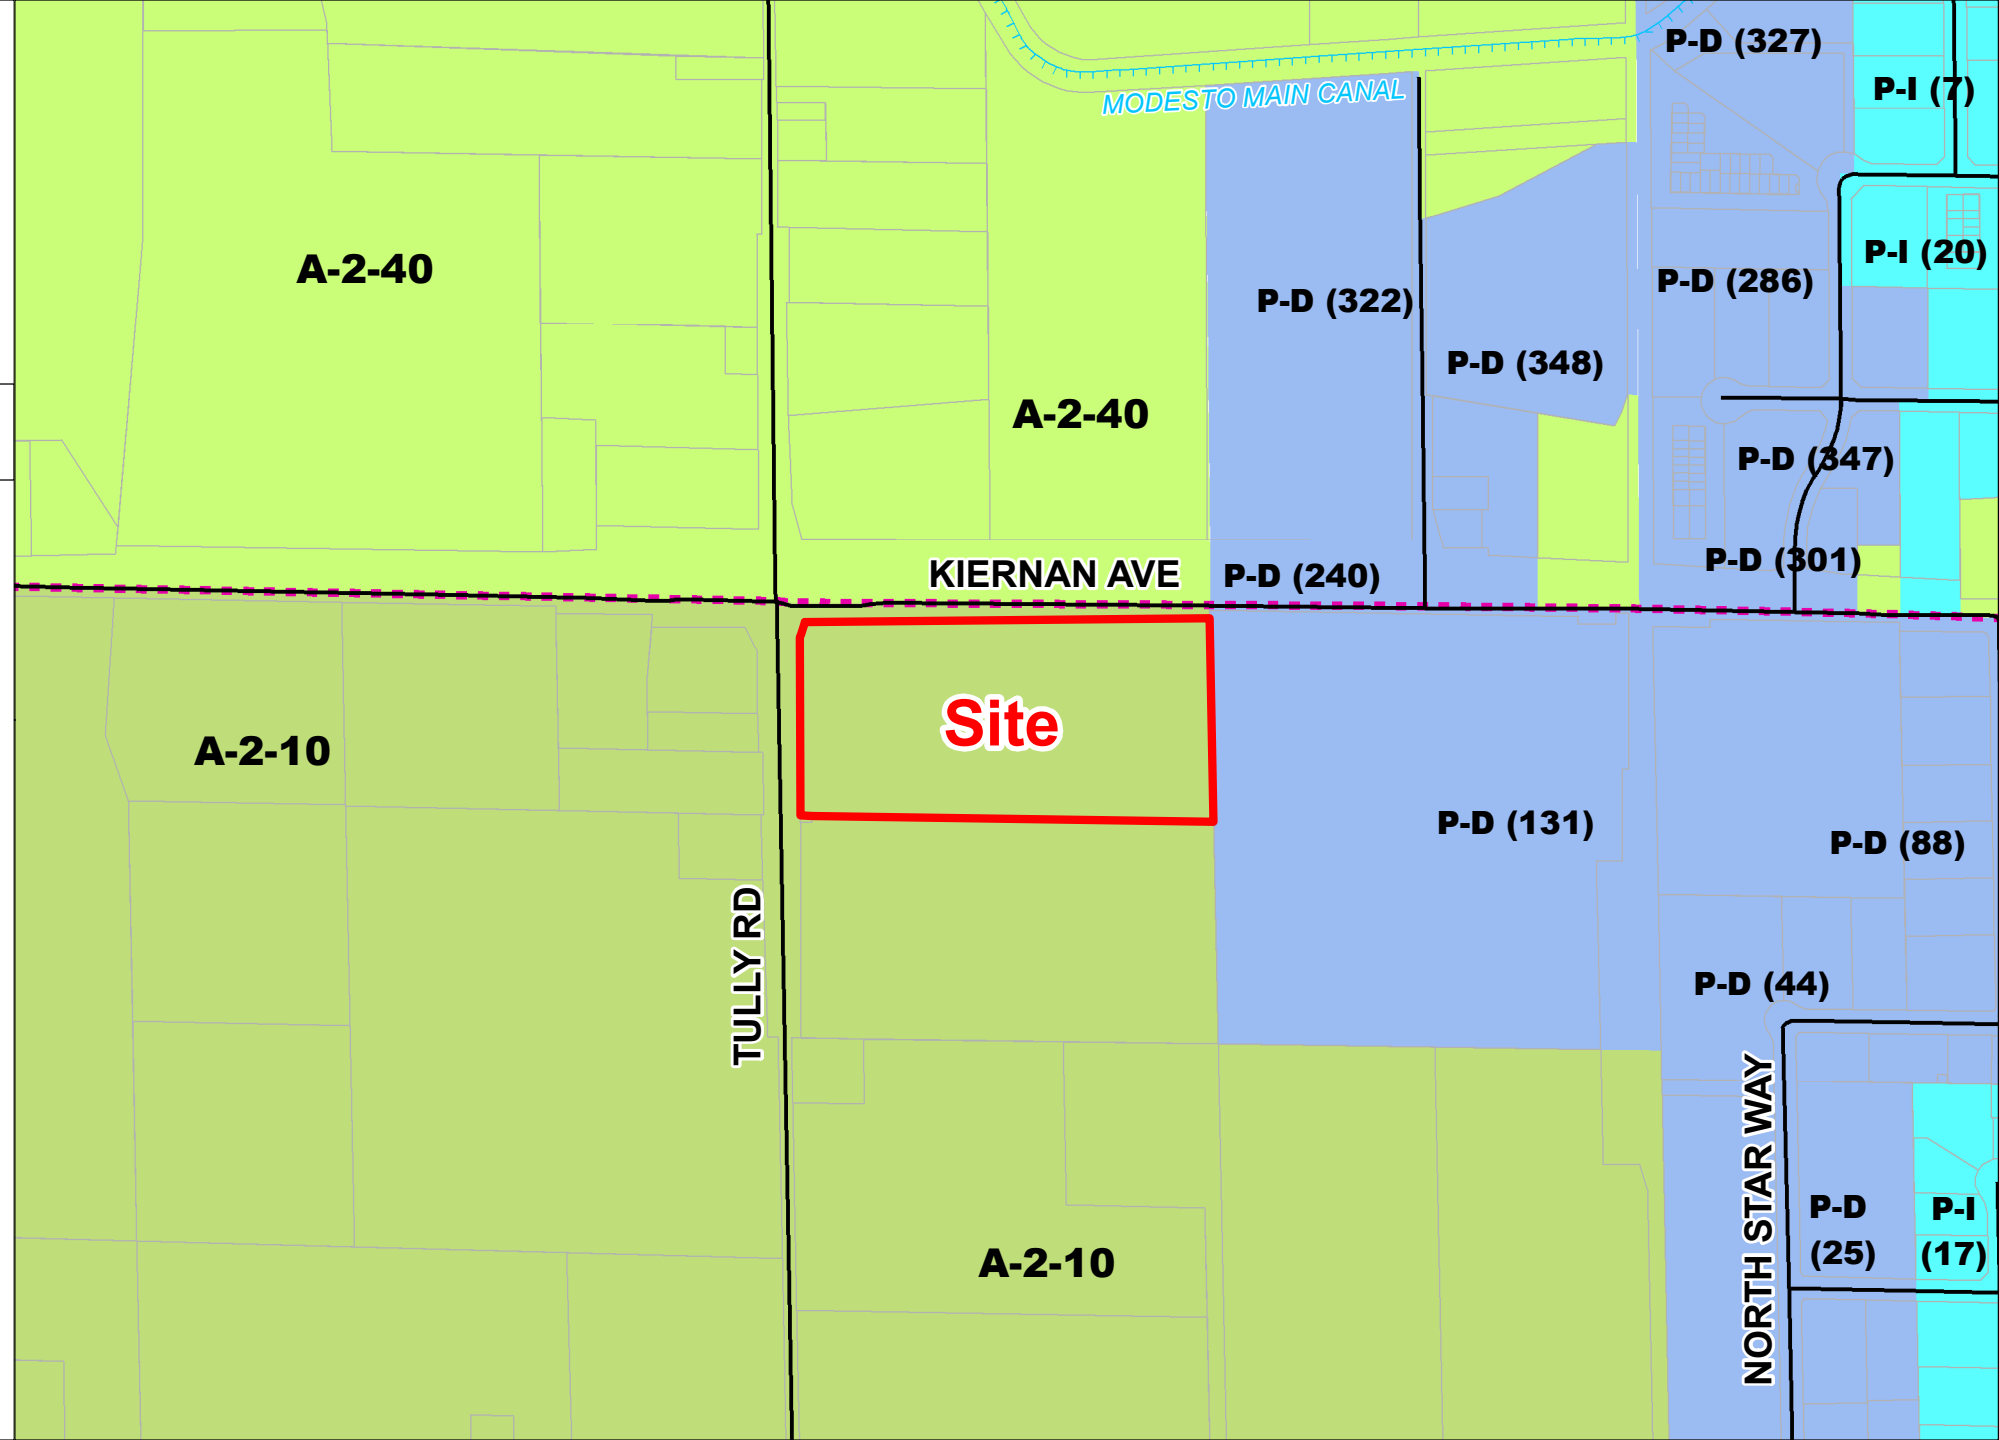 P-D (327)
P-I (7)
MODESTO MAIN CANAL
A-2-40
P-I (20)
P-D (286)
P-D (322)
P-D (348)
A-2-40
P-D (347)
P-D (301)
KIERNAN AVE
P-D (240)
Site
A-2-10
P-D (131)
P-D (88)
TULLY RD
P-D (44)
NORTH STAR WAY
P-D
(25)
P-I
(17)
A-2-10